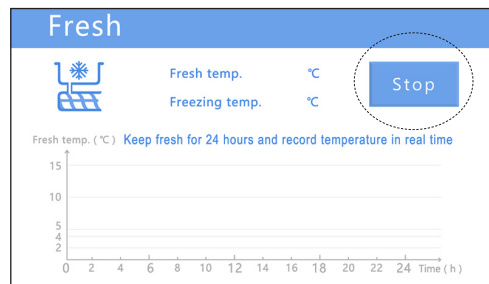 Fresh
Fresh temp. ℃
Stop
Freezing temp. ℃
Fresh temp. ( ℃ ) Keep fresh for 24 hours and record temperature in real time
15
10
5
4
2
0 2 4 6 8 10 12 14 16 18 20 22 24 Time ( h )